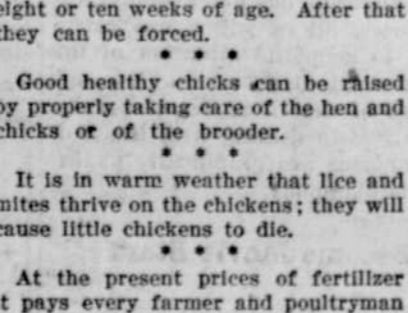 eight or ten weeks of age. After that
they can be forced.
* * *
Good healthy chicks can be raised
by properly taking care of the hen and
chicks or of the brooder.
* * *
It is in warm weather that lice and
mites thrive on the chickens; they will
cause little chickens to die.
* * *
At the present prices of fertilizer
it pays every farmer and poultryman